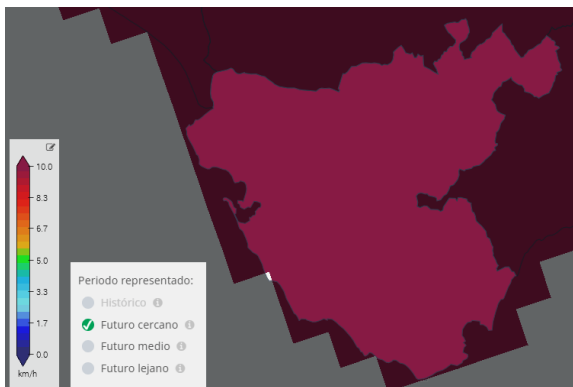 10.0
8.3
6.7
5.0
3.3
1.7
0.0
km/h
Periodo representado:
Histórico
Futuro cercano
Futuro medio
Futuro lejano